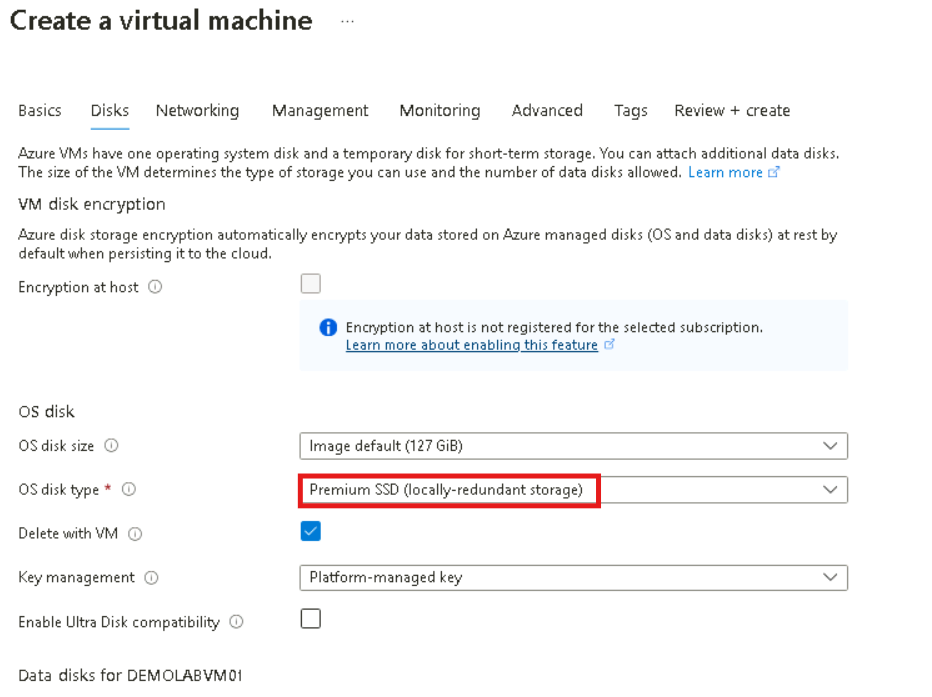 Create a virtual machine ...
Basics Disks Networking Management Monitoring Advanced Tags Review + create
Azure VMs have one operating system disk and a temporary disk for short-term storage. You can attach additional data disks.
The size of the VM determines the type of storage you can use and the number of data disks allowed. Learn more
VM disk encryption
Azure disk storage encryption automatically encrypts your data stored on Azure managed disks (OS and data disks) at rest by
default when persisting it to the cloud.
Encryption at host
Encryption at host is not registered for the selected subscription.
Learn more about enabling this feature
OS disk
OS disk size Image default (127 GiB)
OS disk type * Premium SSD (locally-redundant storage)
Delete with VM
Key management Platform-managed key
Enable Ultra Disk compatibility
Data disks for DEMOLABVM01